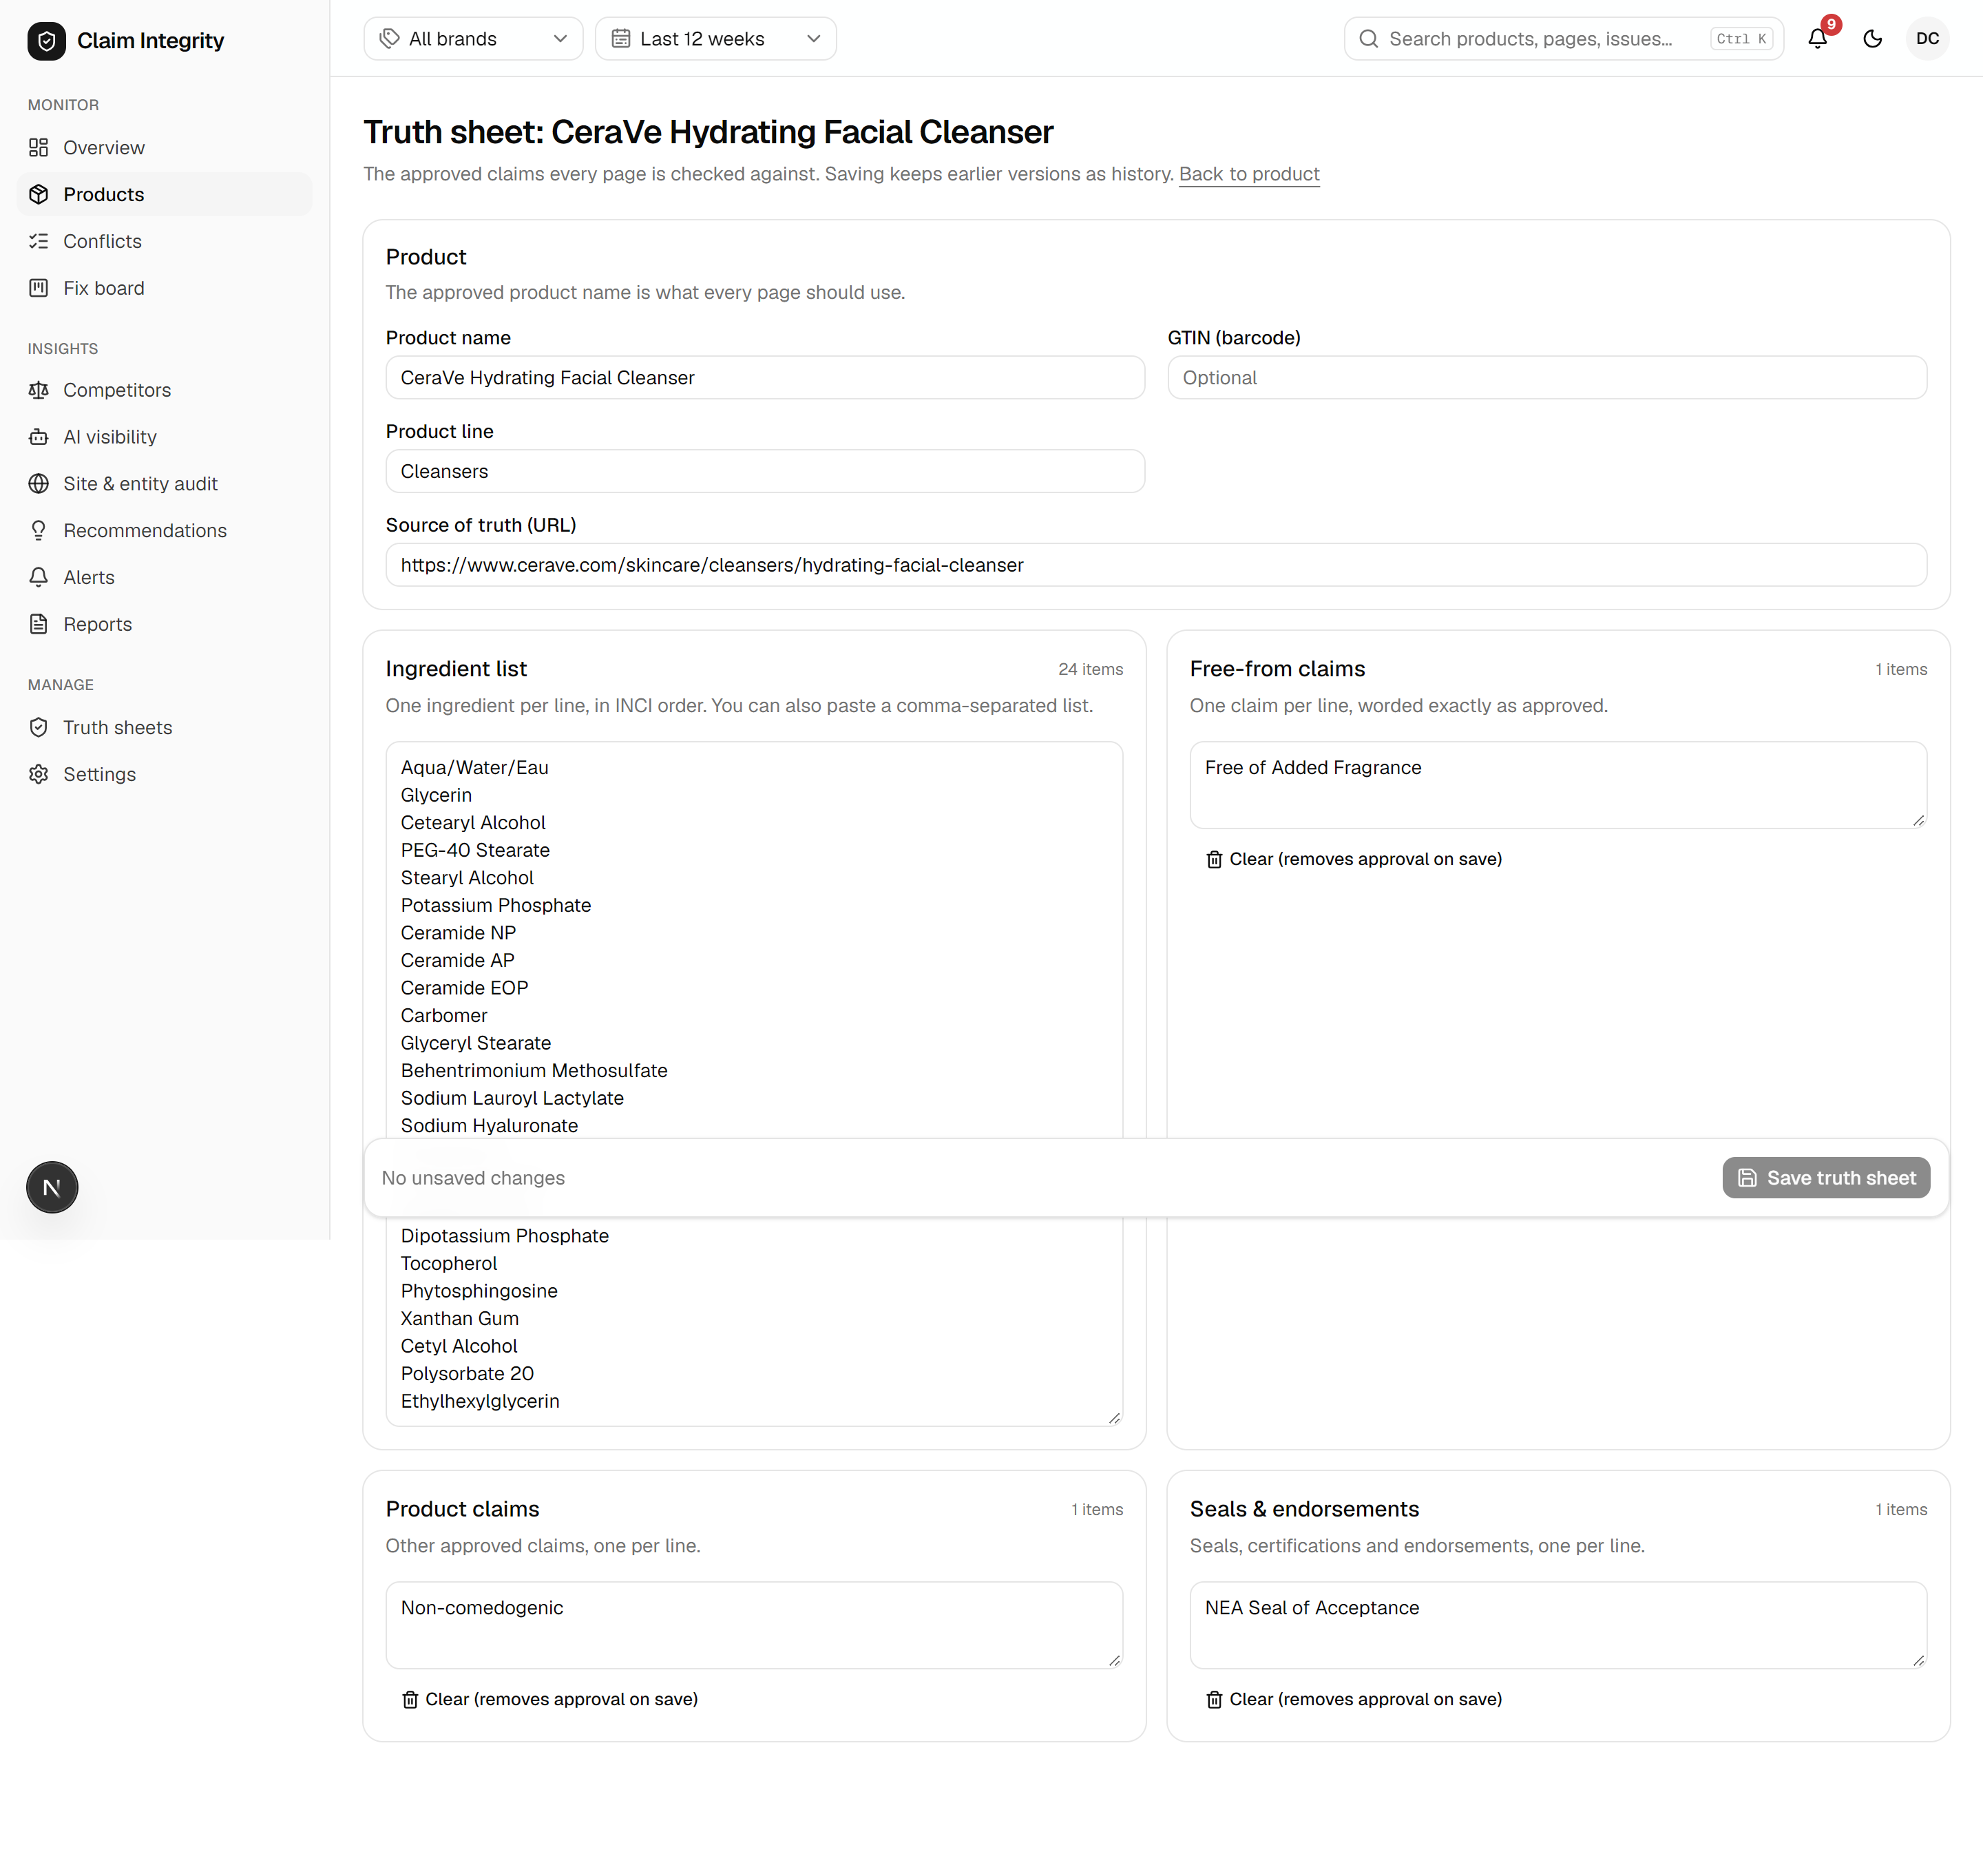 Claim Integrity
MONITOR
Overview
Products
Conflicts
Fix board
INSIGHTS
Competitors
AI visibility
Site & entity audit
Recommendations
Alerts
Reports
MANAGE
Truth sheets
Settings
N
All brands
Last 12 weeks
Search products, pages, issues...
Ctrl K
9
DC
Truth sheet: CeraVe Hydrating Facial Cleanser
The approved claims every page is checked against. Saving keeps earlier versions as history. Back to product
Product
The approved product name is what every page should use.
Product name
CeraVe Hydrating Facial Cleanser
GTIN (barcode)
Optional
Product line
Cleansers
Source of truth (URL)
https://www.cerave.com/skincare/cleansers/hydrating-facial-cleanser
Ingredient list
24 items
One ingredient per line, in INCI order. You can also paste a comma-separated list.
Aqua/Water/Eau
Glycerin
Cetearyl Alcohol
PEG-40 Stearate
Stearyl Alcohol
Potassium Phosphate
Ceramide NP
Ceramide AP
Ceramide EOP
Carbomer
Glyceryl Stearate
Behentrimonium Methosulfate
Sodium Lauroyl Lactylate
Sodium Hyaluronate
Free-from claims
1 items
One claim per line, worded exactly as approved.
Free of Added Fragrance
Clear (removes approval on save)
No unsaved changes
Save truth sheet
Dipotassium Phosphate
Tocopherol
Phytosphingosine
Xanthan Gum
Cetyl Alcohol
Polysorbate 20
Ethylhexylglycerin
Product claims
1 items
Other approved claims, one per line.
Non-comedogenic
Clear (removes approval on save)
Seals & endorsements
1 items
Seals, certifications and endorsements, one per line.
NEA Seal of Acceptance
Clear (removes approval on save)